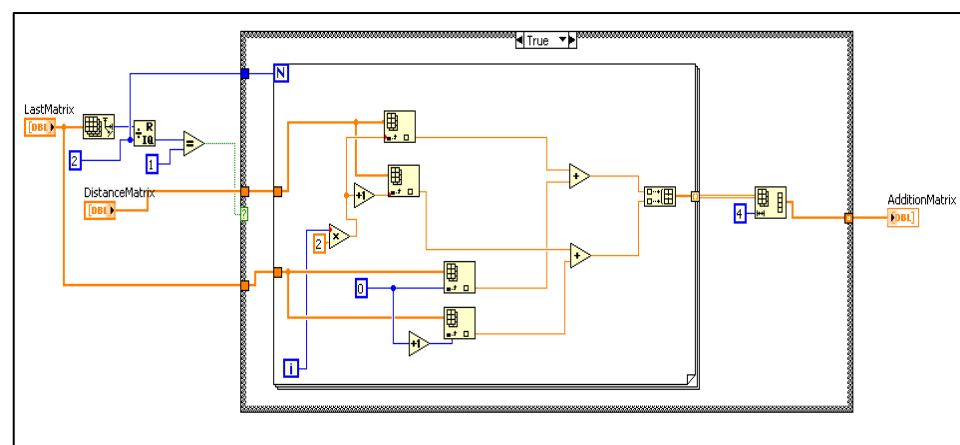 True
N
LastMatrix
DBL
R
IQ
=
2
1
DistanceMatrix
DBL
?
+1
2
x
+
+
0
+1
i
4
AdditionMatrix
DBL